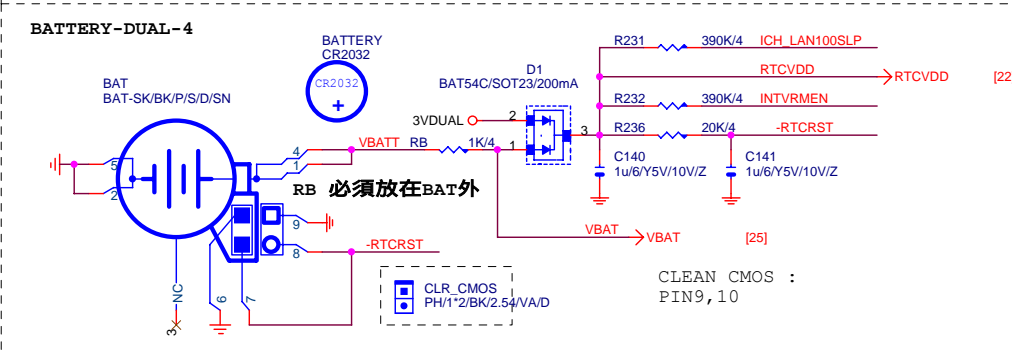 BATTERY-DUAL-4
BATTERY
CR2032
CR2032
+
BAT
BAT-SK/BK/P/S/D/SN
D1
BAT54C/SOT23/200mA
R231 390K/4 ICH_LAN100SLP
RTCVDD RTCVDD [22
R232 390K/4 INTVRMEN
3VDUAL 2
3
R236 20K/4 -RTCRST
VBATT RB 1K/4 1
4
1
5
2
C140
1u/6/Y5V/10V/Z
C141
1u/6/Y5V/10V/Z
RB 必須放在BAT外
9
8
-RTCRST
VBAT VBAT [25]
NC
3
6
7
CLR_CMOS
PH/1*2/BK/2.54/VA/D
CLEAN CMOS :
PIN9,10